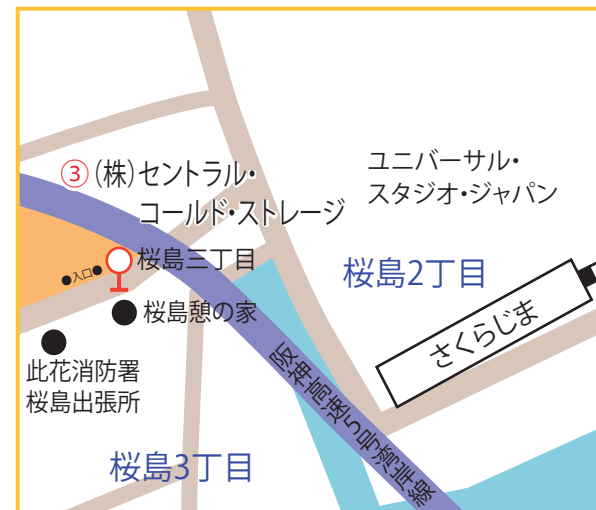 ③(株)セントラル・
コールド・ストレージ
ユニバーサル・
スタジオ・ジャパン
桜島三丁目
入口
桜島2丁目
桜島憩の家
さくらじま
此花消防署
桜島出張所
阪神高速5号湾岸線
桜島3丁目